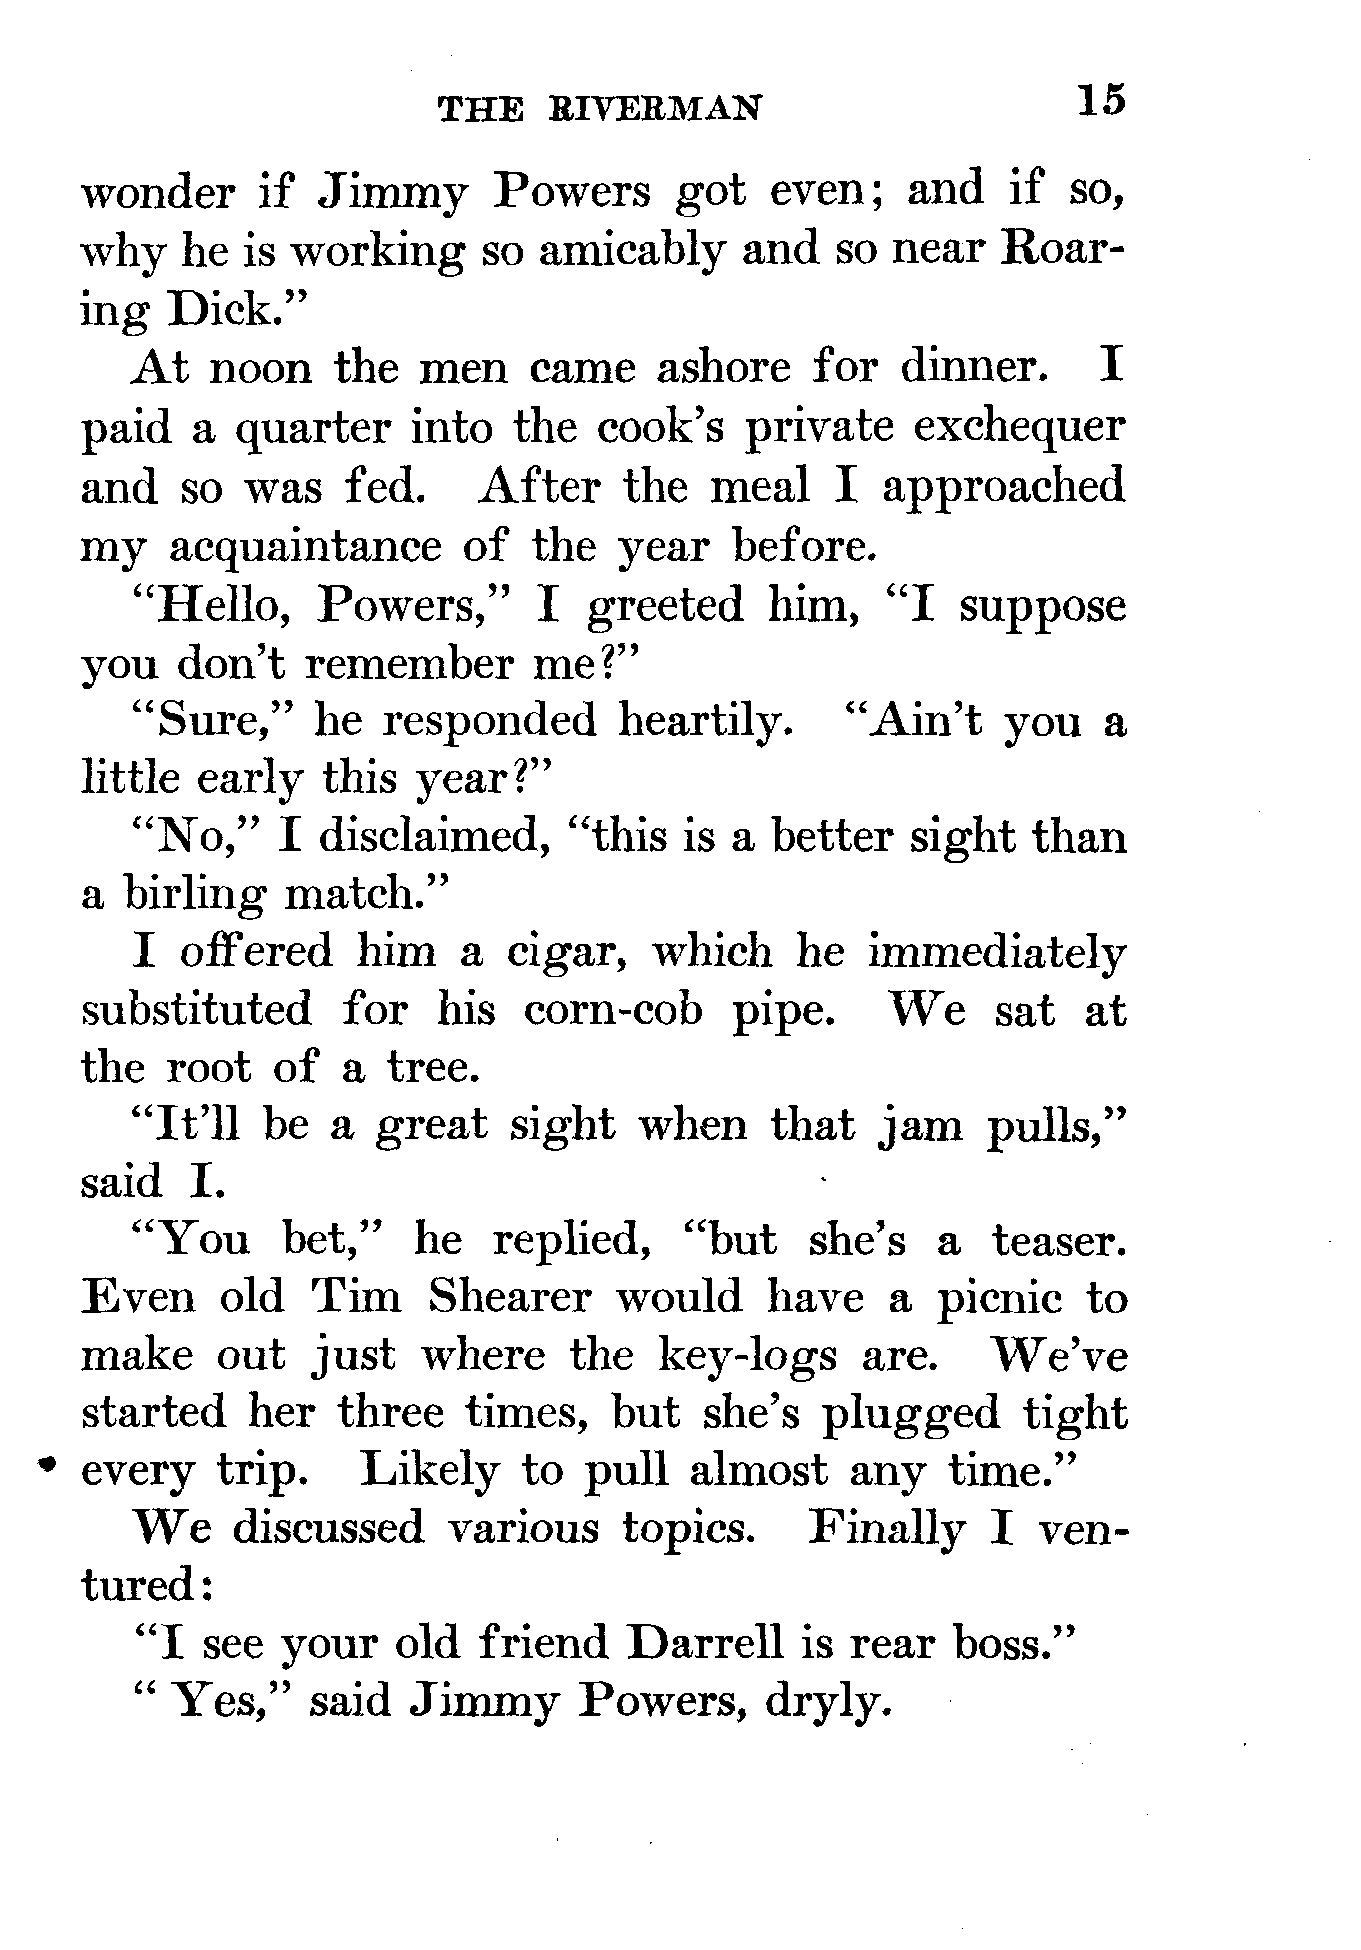 THE RIVERMAN 15
wonder if Jimmy Powers got even; and if so,
why he is working so amicably and so near Roar-
ing Dick.”
At noon the men came ashore for dinner. I
paid a quarter into the cook’s private exchequer
and so was fed. After the meal I approached
my acquaintance of the year before.
“Hello, Powers,” I greeted him, “I suppose
you don’t remember me?”
“Sure,” he responded heartily. “Ain’t you a
little early this year?”
“No,” I disclaimed, “this is a better sight than
a birling match.”
I offered him a cigar, which he immediately
substituted for his corn-cob pipe. We sat at
the root of a tree.
“It’ll be a great sight when that jam pulls,”
said I.
“You bet,” he replied, “but she’s a teaser.
Even old Tim Shearer would have a picnic to
make out just where the key-logs are. We’ve
started her three times, but she’s plugged tight
every trip. Likely to pull almost any time.”
We discussed various topics. Finally I ven-
tured:
“I see your old friend Darrell is rear boss.”
“ Yes,” said Jimmy Powers, dryly.